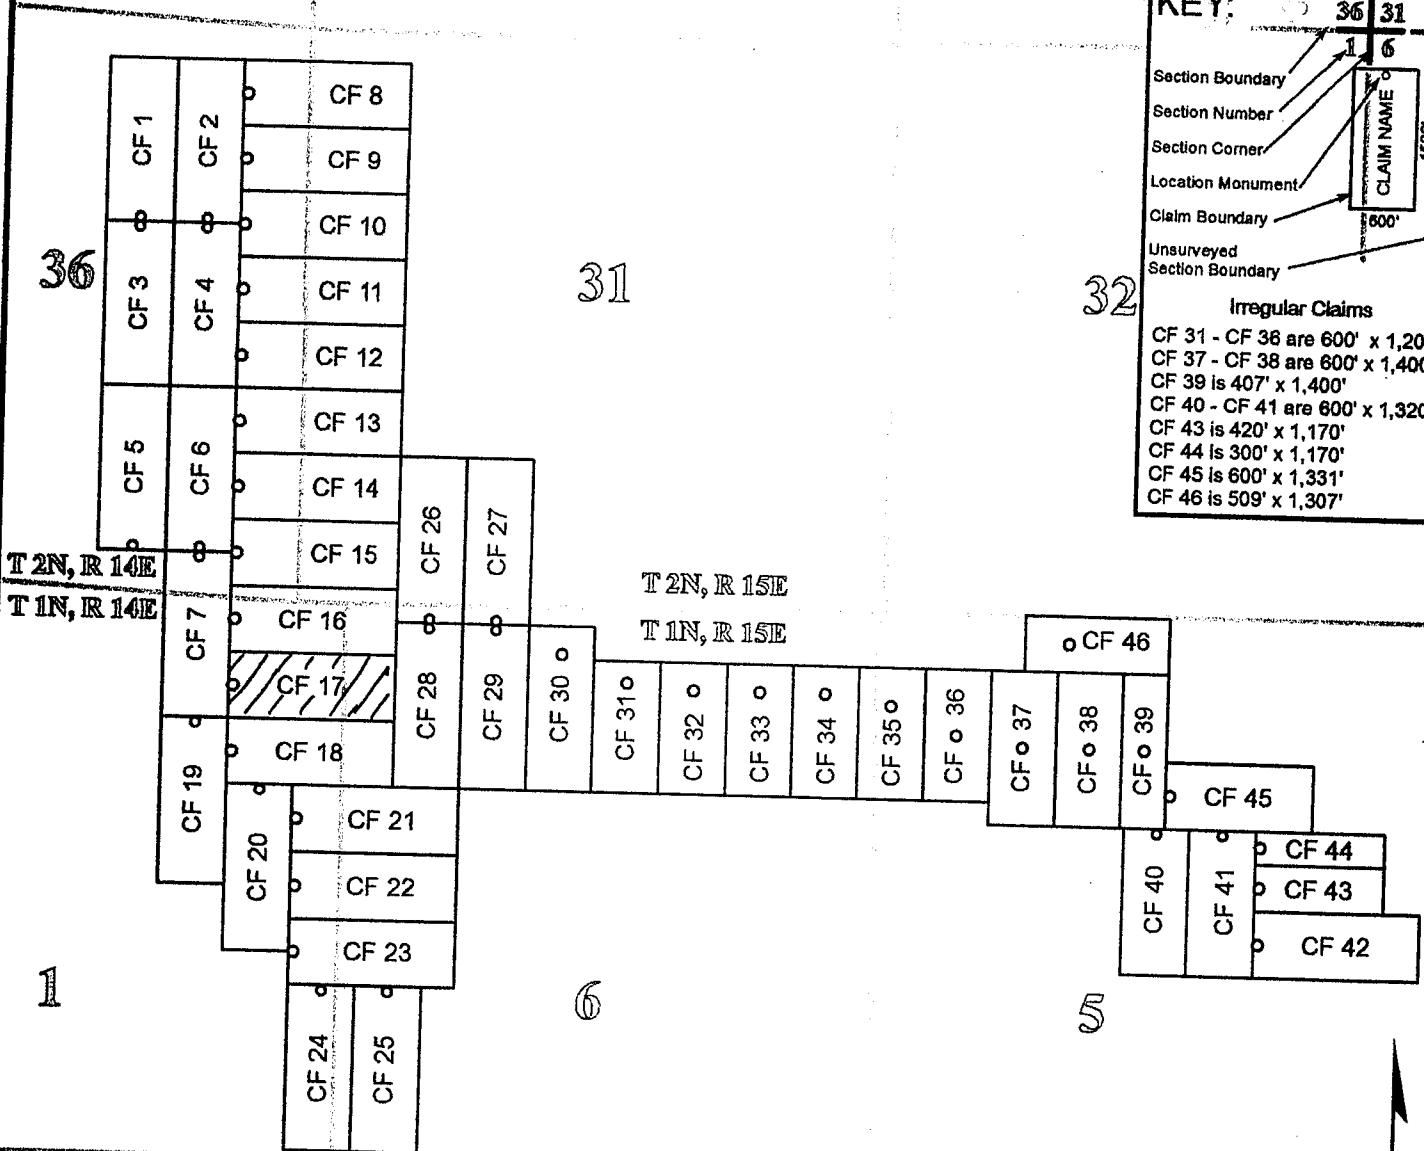 KEY:
36 31
1 6
Section Boundary
Section Number
Section Corner
Location Monument
Claim Boundary
Unsurveyed
Section Boundary
CLAIM NAME
600'
Irregular Claims
CF 31 - CF 36 are 600' x 1,20
CF 37 - CF 38 are 600' x 1,400
CF 39 is 407' x 1,400'
CF 40 - CF 41 are 600' x 1,320
CF 43 is 420' x 1,170'
CF 44 is 300' x 1,170'
CF 45 is 600' x 1,331'
CF 46 is 509' x 1,307'
CF 1
CF 2
CF 8
CF 9
CF 10
36
CF 3
CF 4
CF 11
31
32
CF 12
CF 13
CF 5
CF 6
CF 14
CF 15
CF 26
CF 27
T 2N, R 14E
T 1N, R 14E
T 2N, R 15E
T 1N, R 15E
CF 7
CF 16
CF 17
CF 18
CF 28
CF 29
CF 30
CF 31
CF 32
CF 33
CF 34
CF 35
CF 36
CF 37
CF 38
CF 39
CF 46
CF 45
CF 19
CF 20
CF 21
CF 22
CF 23
CF 40
CF 41
CF 44
CF 43
CF 42
1
6
5
CF 24
CF 25